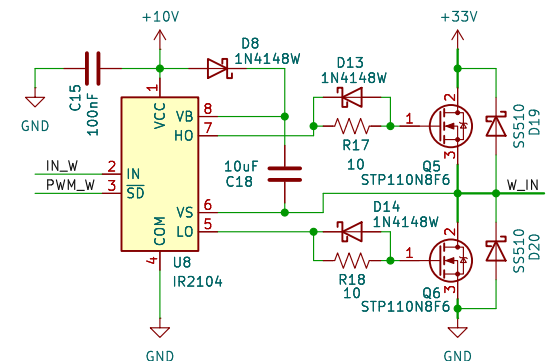 +10V
+33V
D8
1N4148W
D13
1N4148W
C15
100nF
GND
1
VCC
VB
8
HO
7
R17
10
1
2
3
Q5
STP110N8F6
SS510
D19
10uF
C18
IN_W
2
IN
PWM_W
3
SD
VS
6
LO
5
COM
4
U8
IR2104
W_IN
D14
1N4148W
R18
10
1
2
3
Q6
STP110N8F6
SS510
D20
GND
GND